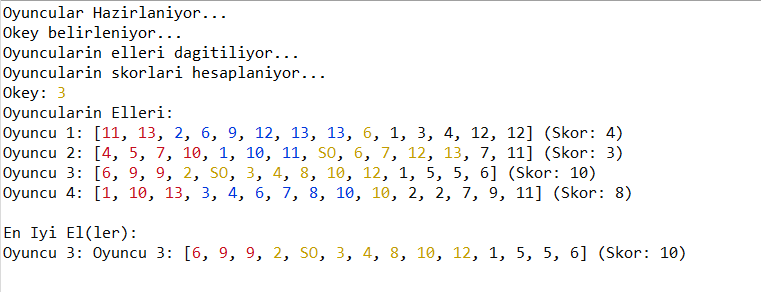 Oyuncular Hazirlaniyor...
Okey belirleniyor...
Oyuncularin elleri dagitiliyor...
Oyuncularin skorlari hesaplaniyor...
Okey: 3
Oyuncularin Elleri:
Oyuncu 1: [11, 13, 2, 6, 9, 12, 13, 13, 6, 1, 3, 4, 12, 12] (Skor: 4)
Oyuncu 2: [4, 5, 7, 10, 1, 10, 11, SO, 6, 7, 12, 13, 7, 11] (Skor: 3)
Oyuncu 3: [6, 9, 9, 2, SO, 3, 4, 8, 10, 12, 1, 5, 5, 6] (Skor: 10)
Oyuncu 4: [1, 10, 13, 3, 4, 6, 7, 8, 10, 10, 2, 2, 7, 9, 11] (Skor: 8)
En Iyi El(ler):
Oyuncu 3: Oyuncu 3: [6, 9, 9, 2, SO, 3, 4, 8, 10, 12, 1, 5, 5, 6] (Skor: 10)